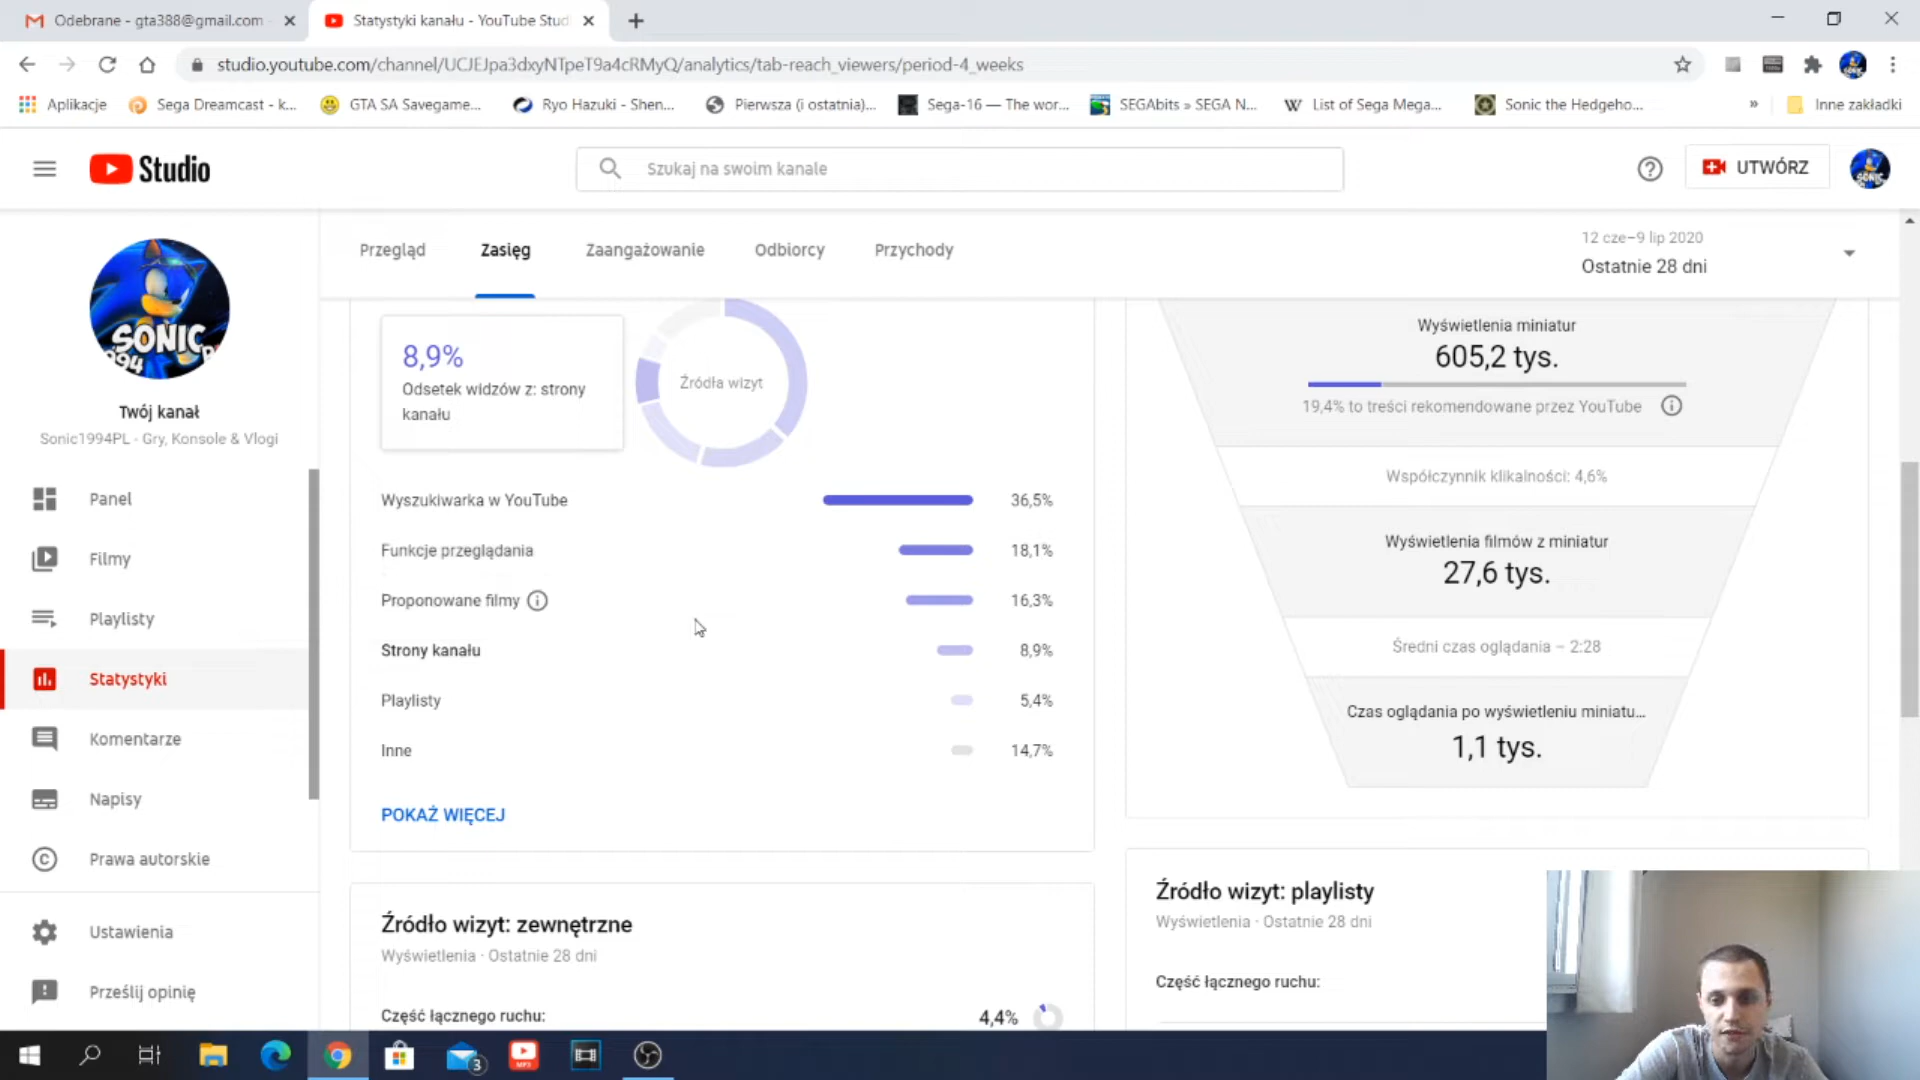 Odebrane - gta388@gmail.com
Statystyki kanału - YouTube Stud
studio.youtube.com/channel/UCJEJpa3dxyNTpeT9a4cRMyQ/analytics/tab-reach_viewers/period-4_weeks
Aplikacje
Sega Dreamcast - k...
GTA SA Savegame...
Ryo Hazuki - Shen...
Pierwsza (i ostatnia)...
Sega-16 — The wor...
SEGAbits » SEGA N...
List of Sega Mega...
Sonic the Hedgeho...
Inne zakładki
Studio
Szukaj na swoim kanale
UTWÓRZ
SONIC
Twój kanał
Sonic1994PL - Gry, Konsole & Vlogi
Panel
Filmy
Playlisty
Statystyki
Komentarze
Napisy
Prawa autorskie
Ustawienia
Prześlij opinię
Przegląd
Zasięg
Zaangażowanie
Odbiorcy
Przychody
12 cze–9 lip 2020
Ostatnie 28 dni
8,9%
Odsetek widzów z: strony
kanału
Źródła wizyt
Wyszukiwarka w YouTube 36,5%
Funkcje przeglądania 18,1%
Proponowane filmy 16,3%
Strony kanału 8,9%
Playlisty 5,4%
Inne 14,7%
POKAŻ WIĘCEJ
Wyświetlenia miniatur
605,2 tys.
19,4% to treści rekomendowane przez YouTube
Współczynnik klikalności: 4,6%
Wyświetlenia filmów z miniatur
27,6 tys.
Średni czas oglądania – 2:28
Czas oglądania po wyświetleniu miniatu...
1,1 tys.
Źródło wizyt: zewnętrzne
Wyświetlenia · Ostatnie 28 dni
Część łącznego ruchu: 4,4%
Źródło wizyt: playlisty
Wyświetlenia · Ostatnie 28 dni
Część łącznego ruchu:
3
MP3